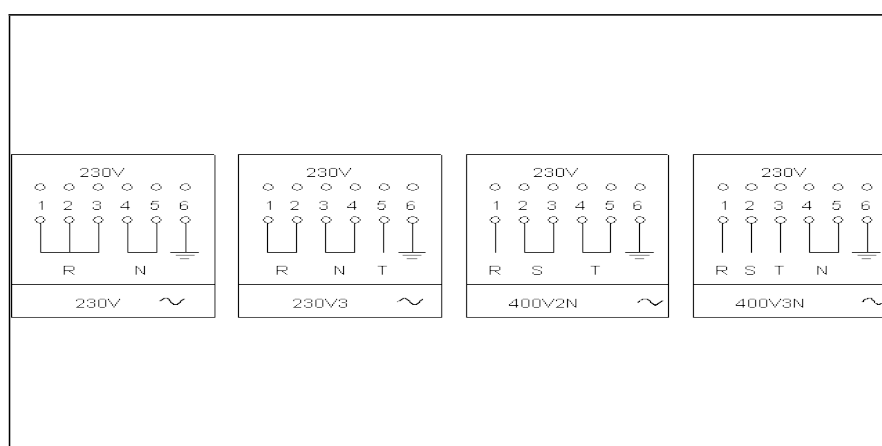 230V
1 2 3 4 5 6
R N
230V
230V
1 2 3 4 5 6
R N T
230V3
230V
1 2 3 4 5 6
R S T
400V2N
230V
1 2 3 4 5 6
R S T N
400V3N